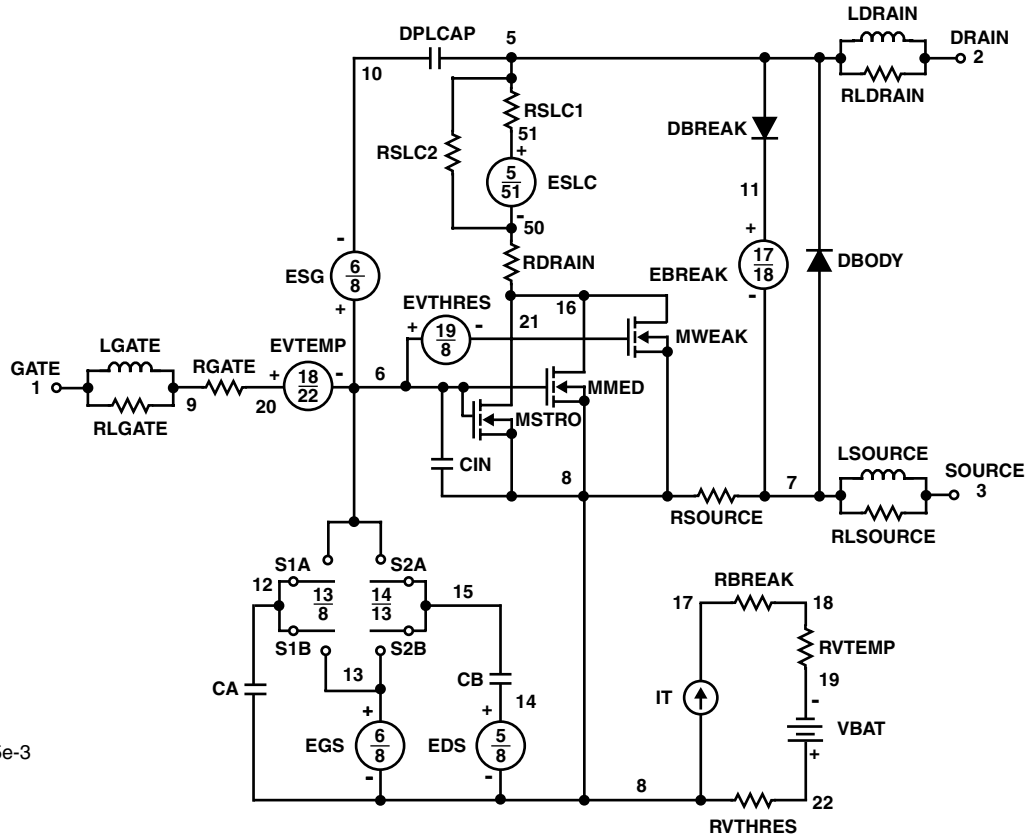 LDRAIN
DPLCAP
5
DRAIN
2
10
RLDRAIN
RSLC1
51
DBREAK
RSLC2
+
5
51
ESLC
11
-
50
-
+
17
18
RDRAIN
EBREAK
DBODY
6
8
ESG
+
EVTHRES
16
-
+
19
8
-
21
MWEAK
LGATE
EVTEMP
GATE
1
RGATE
+
18
22
-
6
MMED
9
20
RLGATE
MSTRO
CIN
8
7
LSOURCE
SOURCE
3
RSOURCE
RLSOURCE
S1A
S2A
12
13
8
14
13
15
RBREAK
17
18
S1B
S2B
RVTEMP
13
CB
19
CA
14
IT
-
VBAT
+
+
EGS
6
8
EDS
5
8
+
5e-3
-
-
8
22
RVTHRES